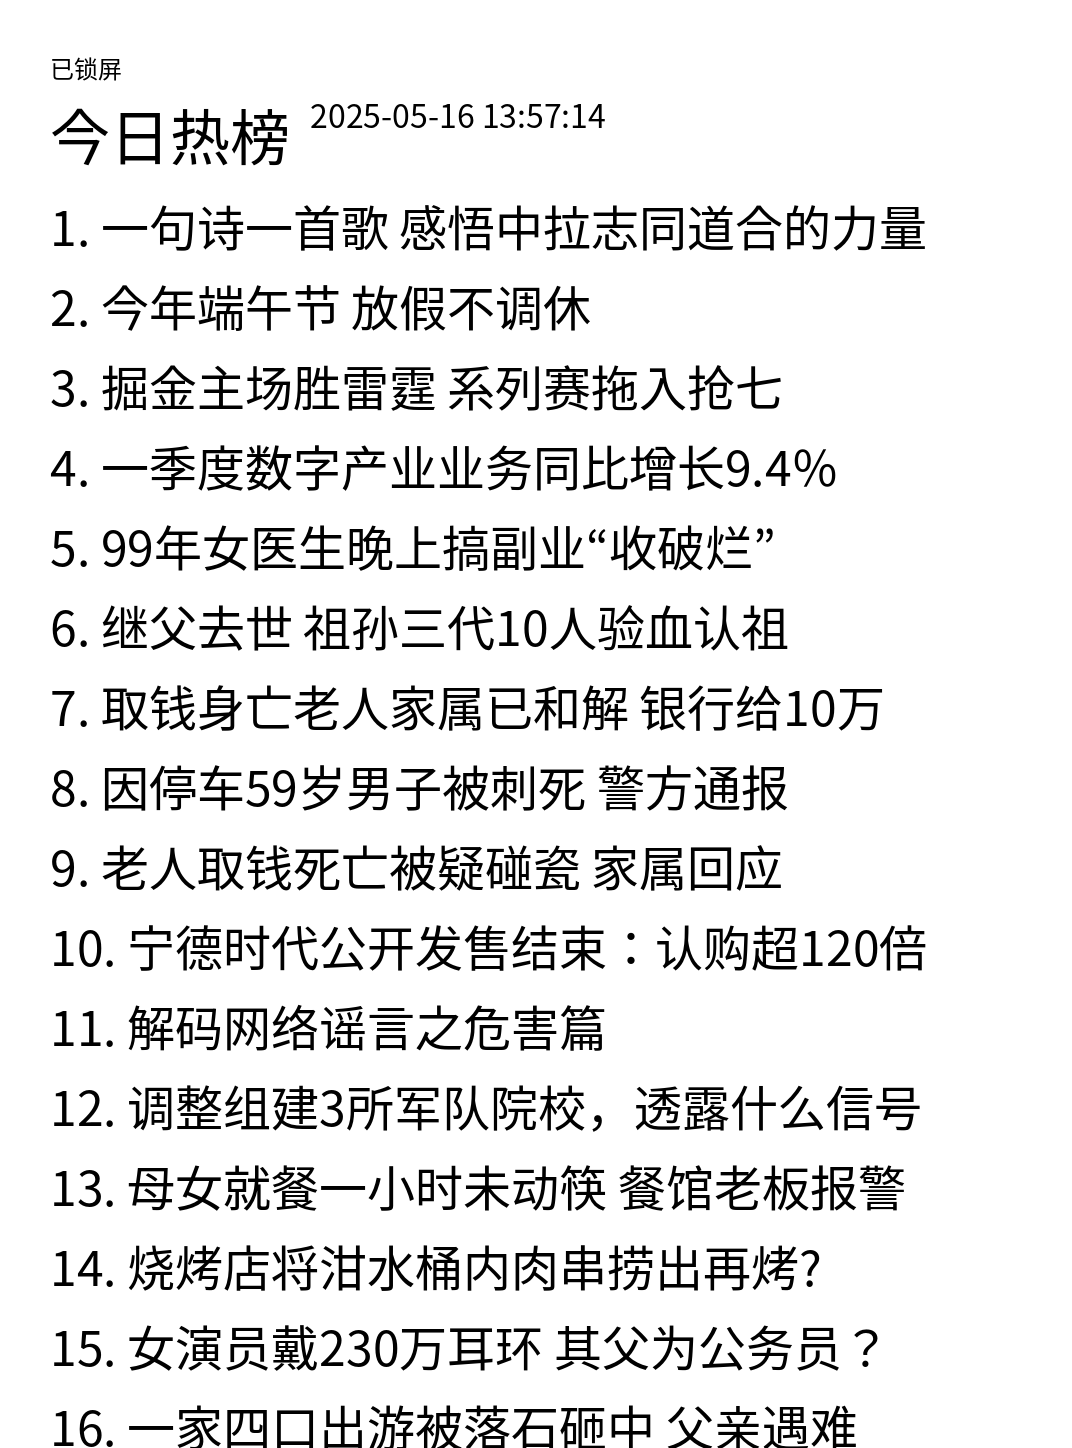 已锁屏
今日热榜 2025-05-16 13:57:14
1. 一句诗一首歌 感悟中拉志同道合的力量
2. 今年端午节 放假不调休
3. 掘金主场胜雷霆 系列赛拖入抢七
4. 一季度数字产业业务同比增长9.4%
5. 99年女医生晚上搞副业“收破烂”
6. 继父去世 祖孙三代10人验血认祖
7. 取钱身亡老人家属已和解 银行给10万
8. 因停车59岁男子被刺死 警方通报
9. 老人取钱死亡被疑碰瓷 家属回应
10. 宁德时代公开发售结束：认购超120倍
11. 解码网络谣言之危害篇
12. 调整组建3所军队院校，透露什么信号
13. 母女就餐一小时未动筷 餐馆老板报警
14. 烧烤店将泔水桶内肉串捞出再烤?
15. 女演员戴230万耳环 其父为公务员？
16. 一家四口出游被落石砸中 父亲遇难